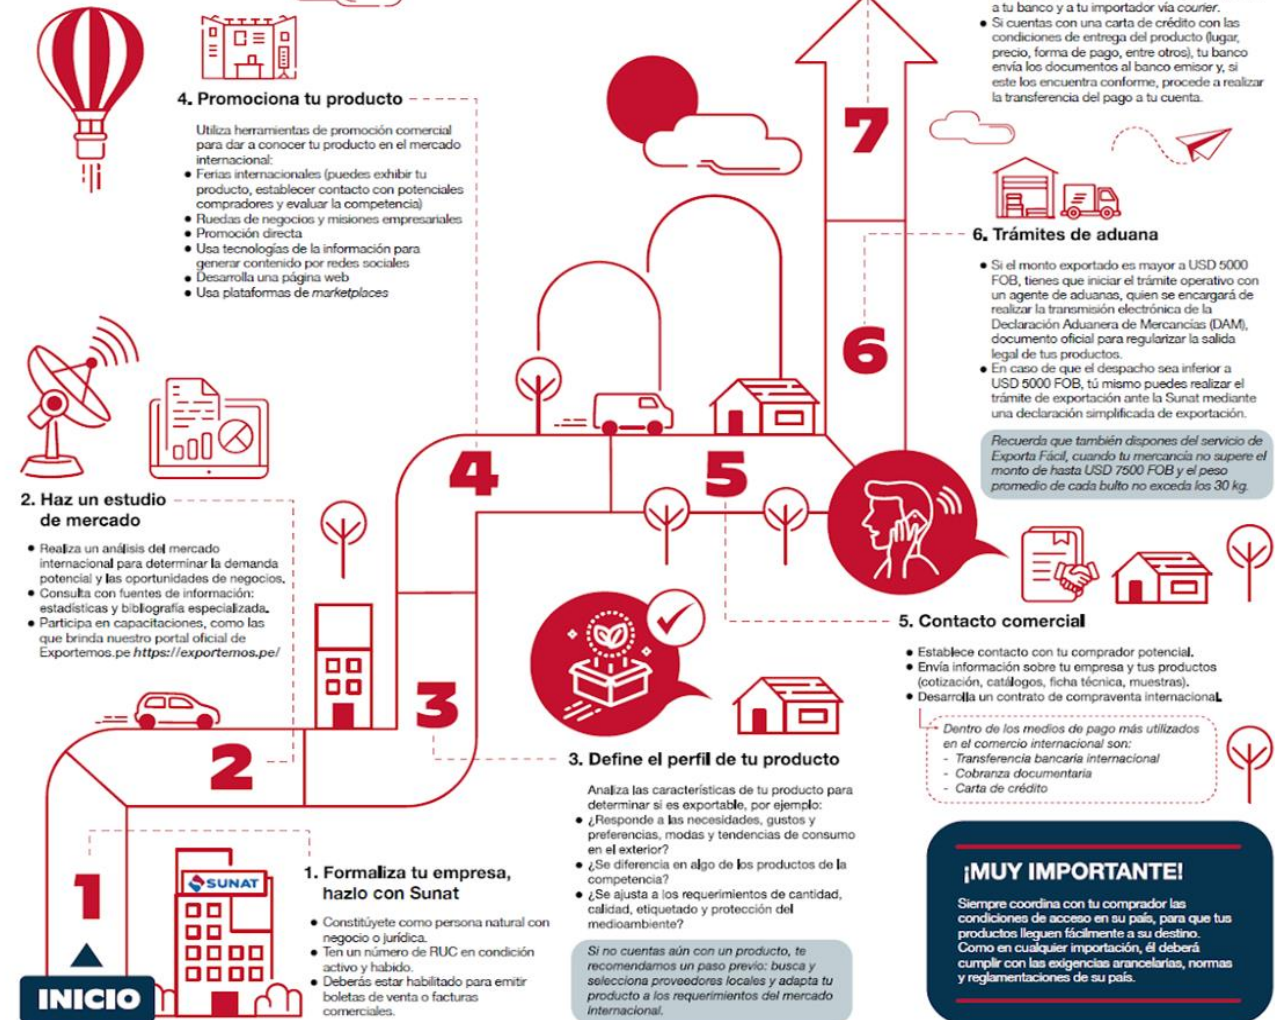 a tu banco y a tu importador vía courier.
● Si cuentas con una carta de crédito con las
condiciones de entrega del producto (lugar,
precio, forma de pago, entre otros), tu banco
envía los documentos al banco emisor y, si
este los encuentra conforme, procede a realizar
la transferencia del pago a tu cuenta.
7
6. Trámites de aduana
● Si el monto exportado es mayor a USD 5000
FOB, tienes que iniciar el trámite operativo con
un agente de aduanas, quien se encargará de
realizar la transmisión electrónica de la
Declaración Aduanera de Mercancías (DAM),
documento oficial para regularizar la salida
legal de tus productos.
● En caso de que el despacho sea inferior a
USD 5000 FOB, tú mismo puedes realizar el
trámite de exportación ante la Sunat mediante
una declaración simplificada de exportación.
Recuerda que también dispones del servicio de
Exporta Fácil, cuando tu mercancía no supere el
monto de hasta USD 7500 FOB y el peso
promedio de cada bulto no exceda los 30 kg.
6
4. Promociona tu producto
Utiliza herramientas de promoción comercial
para dar a conocer tu producto en el mercado
internacional:
● Ferias internacionales (puedes exhibir tu
producto, establecer contacto con potenciales
compradores y evaluar la competencia)
● Ruedas de negocios y misiones empresariales
● Promoción directa
● Usa tecnologías de la información para
generar contenido por redes sociales
● Desarrolla una página web
● Usa plataformas de marketplaces
4
5
5. Contacto comercial
● Establece contacto con tu comprador potencial.
● Envía información sobre tu empresa y tus productos
(cotización, catálogos, ficha técnica, muestras).
● Desarrolla un contrato de compraventa internacional.
Dentro de los medios de pago más utilizados
en el comercio internacional son:
- Transferencia bancaria internacional
- Cobranza documentaria
- Carta de crédito
2. Haz un estudio
de mercado
● Realiza un análisis del mercado
internacional para determinar la demanda
potencial y las oportunidades de negocios.
● Consulta con fuentes de información:
estadísticas y bibliografía especializada.
● Participa en capacitaciones, como las
que brinda nuestro portal oficial de
Exportemos.pe https://exportemos.pe/
2
3
3. Define el perfil de tu producto
Analiza las características de tu producto para
determinar si es exportable, por ejemplo:
● ¿Responde a las necesidades, gustos y
preferencias, modas y tendencias de consumo
en el exterior?
● ¿Se diferencia en algo de los productos de la
competencia?
● ¿Se ajusta a los requerimientos de cantidad,
calidad, etiquetado y protección del
medioambiente?
Si no cuentas aún con un producto, te
recomendamos un paso previo: busca y
selecciona proveedores locales y adapta tu
producto a los requerimientos del mercado
internacional.
1
INICIO
SUNAT
1. Formaliza tu empresa,
hazlo con Sunat
● Constitúyete como persona natural con
negocio o jurídica.
● Ten un número de RUC en condición
activo y habido.
● Deberás estar habilitado para emitir
boletas de venta o facturas
comerciales.
¡MUY IMPORTANTE!
Siempre coordina con tu comprador las
condiciones de acceso en su país, para que tus
productos lleguen fácilmente a su destino.
Como en cualquier importación, él deberá
cumplir con las exigencias arancelarias, normas
y reglamentaciones de su país.